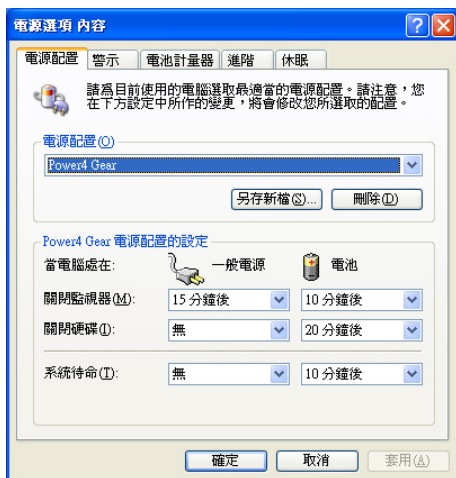 電源選項 內容
電源配置 警示 電池計量器 進階 休眠
請為目前使用的電腦選取最適當的電源配置。請注意，您
在下方設定中所作的變更，將會修改您所選取的配置。
電源配置(O)
Power4 Gear
另存新檔(S)... 刪除(D)
Power4 Gear 電源配置的設定
當電腦處在: 一般電源 電池
關閉監視器(M): 15 分鐘後 10 分鐘後
關閉硬碟(I): 無 20 分鐘後
系統待命(T): 無 10 分鐘後
確定 取消 套用(A)